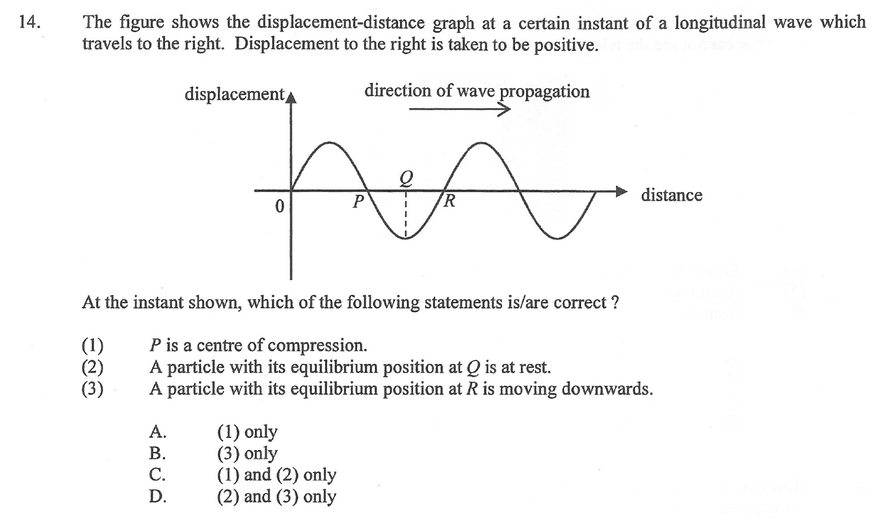 14. The figure shows the displacement-distance graph at a certain instant of a longitudinal wave which
travels to the right. Displacement to the right is taken to be positive.
displacement
direction of wave propagation
Q
0
P
R
distance
At the instant shown, which of the following statements is/are correct ?
(1) P is a centre of compression.
(2) A particle with its equilibrium position at Q is at rest.
(3) A particle with its equilibrium position at R is moving downwards.
A. (1) only
B. (3) only
C. (1) and (2) only
D. (2) and (3) only